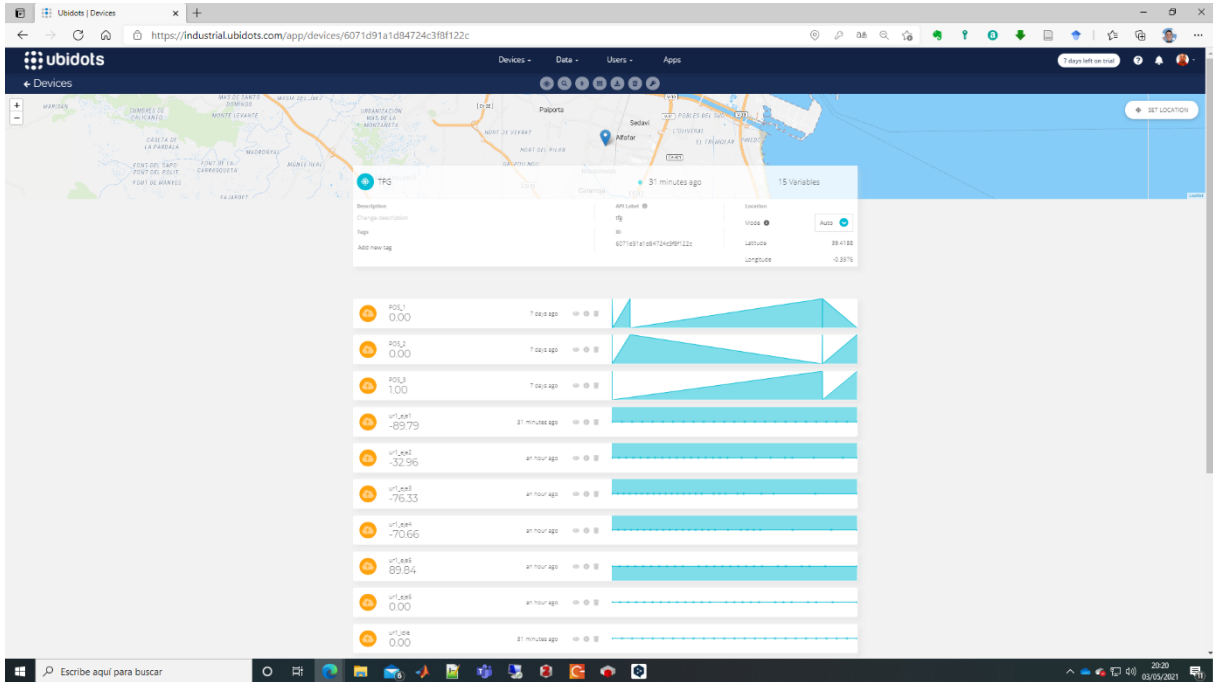 Ubidots | Devices
https://industrial.ubidots.com/app/devices/6071d91a1d84724c3f8f122c
ubidots
Devices
Data
Users
Apps
7 days left on trial
← Devices
+
−
SET LOCATION
MONTE LEVANTE
Paiporta
Sedaví
Alfafar
TFG
31 minutes ago
15 Variables
Description
Change description
Tags
Add new tag
API Label
tfg
ID
6071d91a1d84724c3f8f122c
Location
Mode
Auto
Latitude
39.4188
Longitude
-0.3976
POS_1
0.00
7 days ago
POS_2
0.00
7 days ago
POS_3
1.00
7 days ago
ur1_eje1
-89.79
31 minutes ago
ur1_eje2
-32.96
an hour ago
ur1_eje3
-76.33
an hour ago
ur1_eje4
-70.66
an hour ago
ur1_eje5
89.84
an hour ago
ur1_eje6
0.00
an hour ago
ur1_idle
0.00
31 minutes ago
Escribe aquí para buscar
20:20
03/05/2021